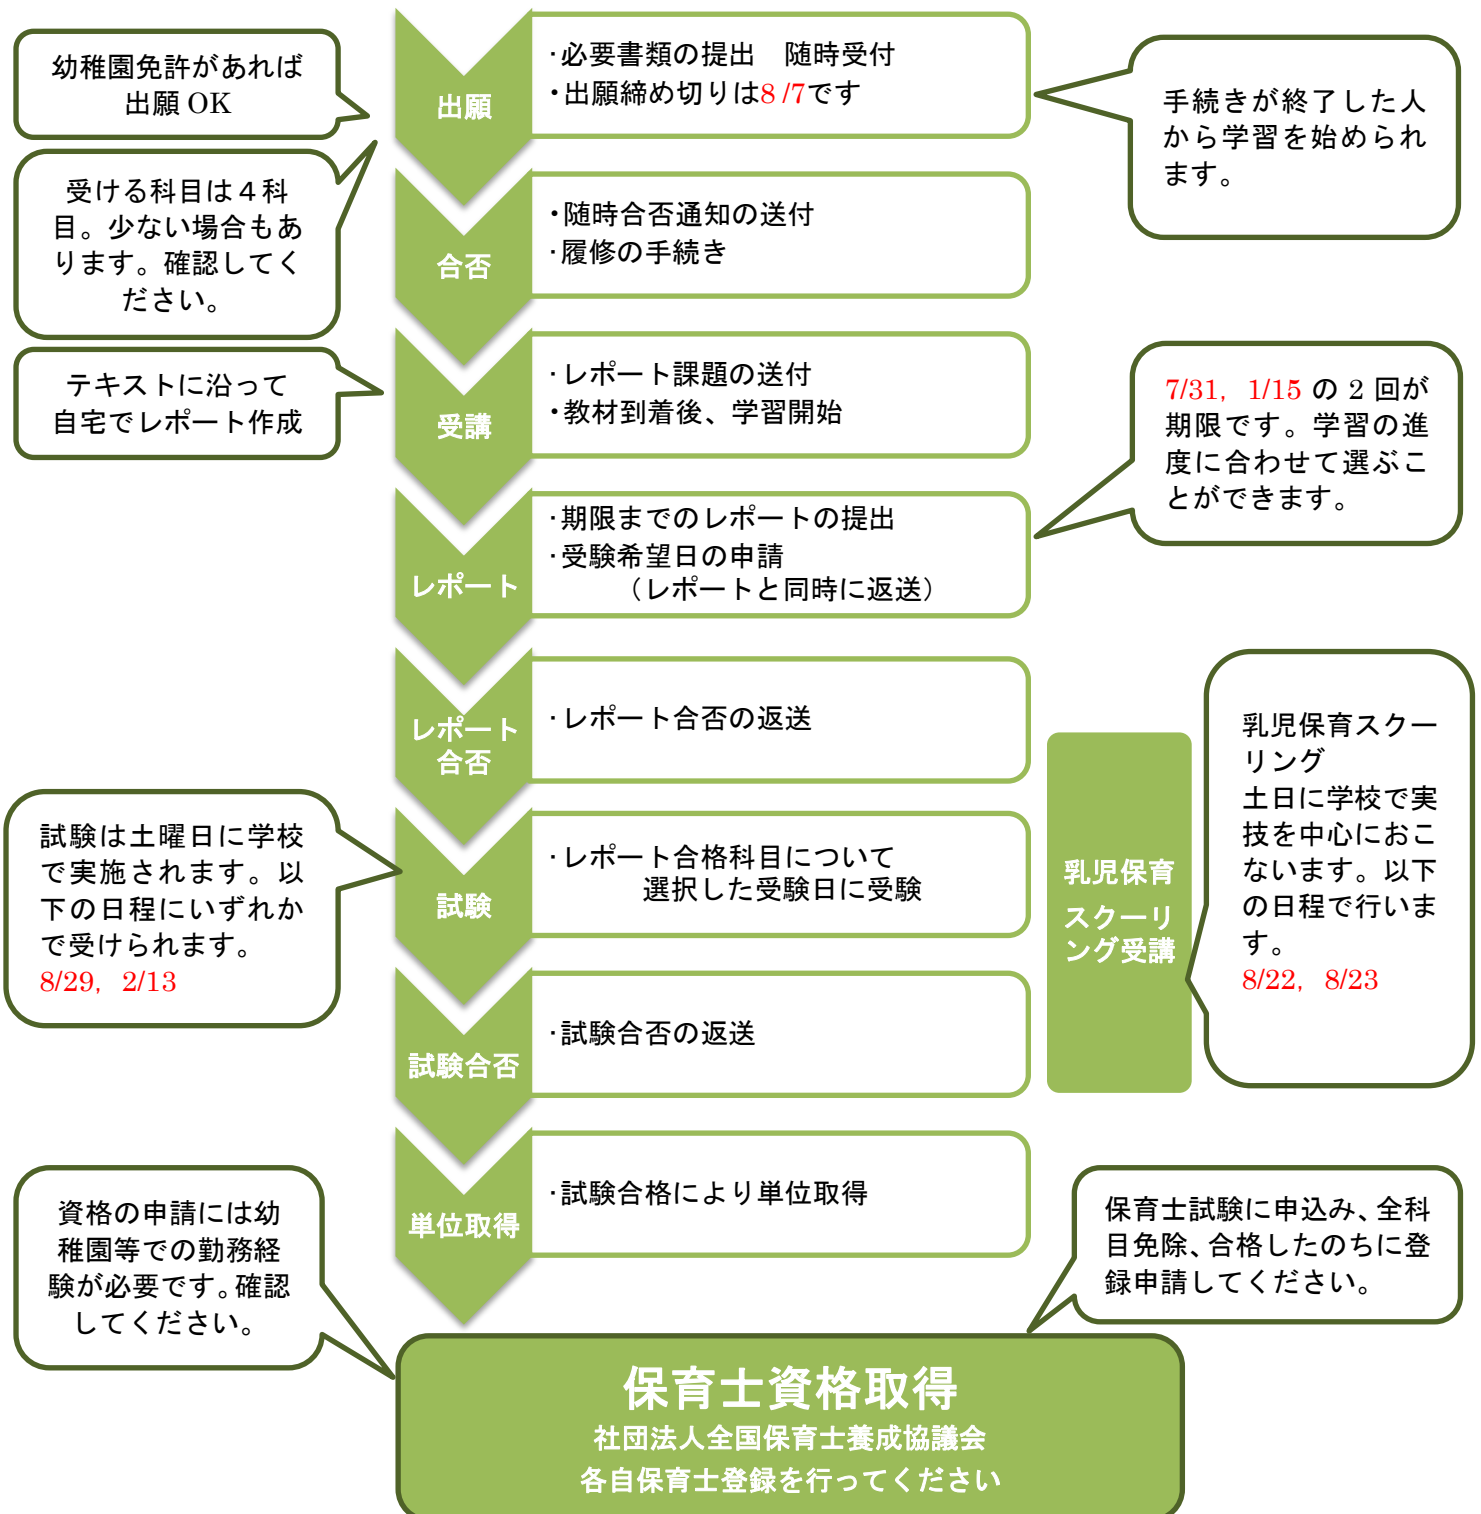 幼稚園免許があれば
出願 OK
出願
·必要書類の提出　随時受付
・出願締め切りは8/7です
手続きが終了した人
から学習を始められ
ます。
受ける科目は４科
目。少ない場合もあ
ります。確認してく
ださい。
合否
・随時合否通知の送付
·履修の手続き
テキストに沿って
自宅でレポート作成
受講
·レポート課題の送付
・教材到着後、学習開始
7/31, 1/15 の 2 回が
期限です。学習の進
度に合わせて選ぶこ
とができます。
レポート
·期限までのレポートの提出
·受験希望日の申請
（レポートと同時に返送）
レポート
合否
·レポート合否の返送
乳児保育
スクーリ
ング受講
乳児保育スクー
リング
土日に学校で実
技を中心におこ
ないます。以下
の日程で行いま
す。
8/22, 8/23
試験は土曜日に学校
で実施されます。以
下の日程にいずれか
で受けられます。
8/29, 2/13
試験
·レポート合格科目について
選択した受験日に受験
試験合否
·試験合否の返送
単位取得
·試験合格により単位取得
資格の申請には幼
稚園等での勤務経
験が必要です。確認
してください。
保育士試験に申込み、全科
目免除、合格したのちに登
録申請してください。
保育士資格取得
社団法人全国保育士養成協議会
各自保育士登録を行ってください